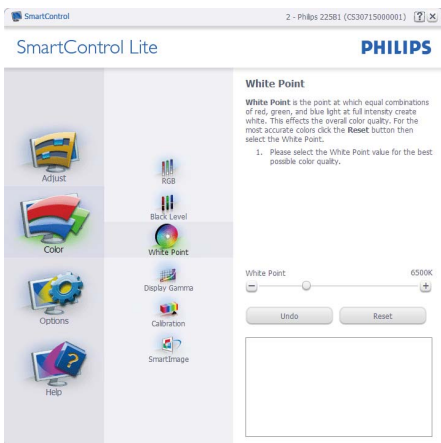 SmartControl
2 - Philips 225B1 (CS30715000001)
SmartControl Lite
PHILIPS
Adjust
Color
Options
Help
RGB
Black Level
White Point
Display Gamma
Calibration
SmartImage
White Point
White Point is the point at which equal combinations
of red, green, and blue light at full intensity create
white. This effects the overall color quality. For the
most accurate colors click the Reset button then
select the White Point.
1. Please select the White Point value for the best
possible color quality.
White Point 6500K
Undo Reset